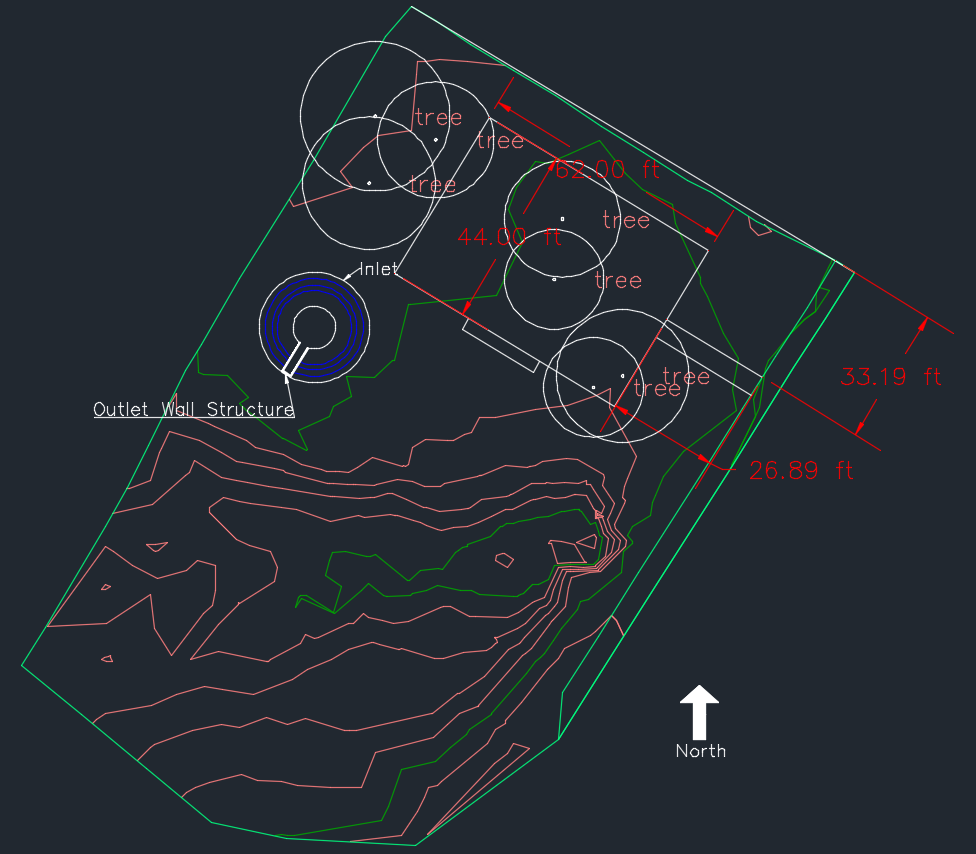 tree
tree
62.00 ft
tree
tree
44.00 ft
Inlet
tree
33.19 ft
tree
tree
Outlet Wall Structure
26.89 ft
North